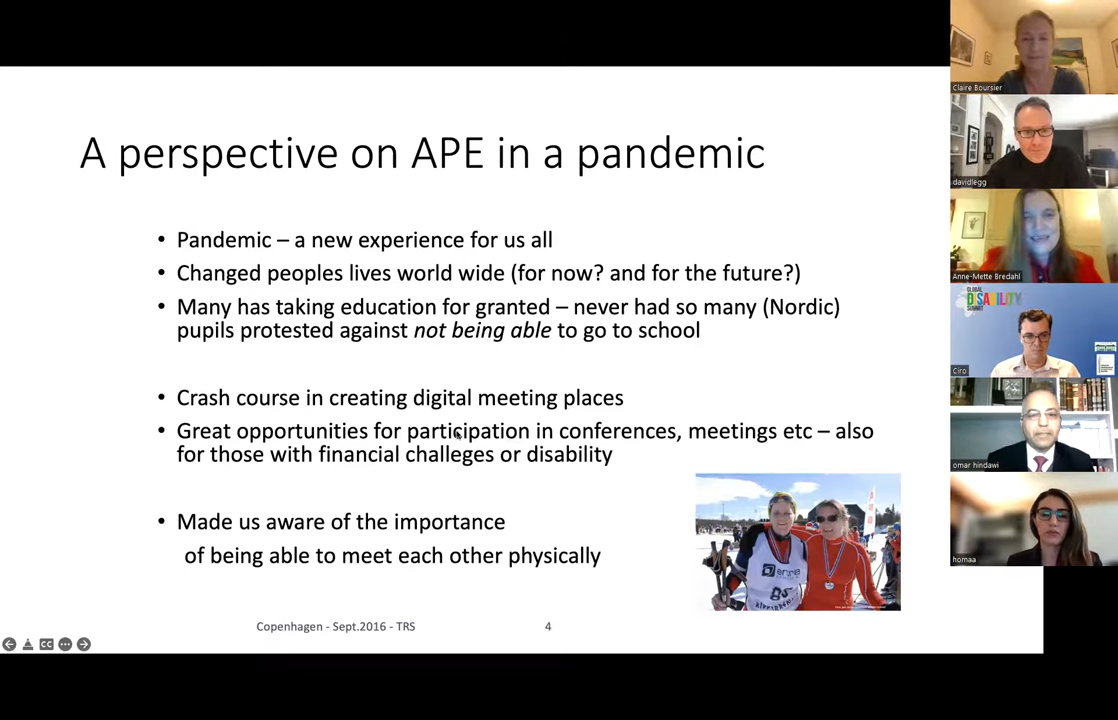 A perspective on APE in a pandemic
• Pandemic – a new experience for us all
• Changed peoples lives world wide (for now? and for the future?)
• Many has taking education for granted – never had so many (Nordic)
pupils protested against not being able to go to school
• Crash course in creating digital meeting places
• Great opportunities for participation in conferences, meetings etc – also
for those with financial challeges or disability
• Made us aware of the importance
of being able to meet each other physically
Copenhagen - Sept.2016 - TRS
4
CC
Claire Boursier
davidlegg
Anne-Mette Bredahl
GLOBAL
DISABILITY
SUMMIT
Ciro
omar hindawi
homaa